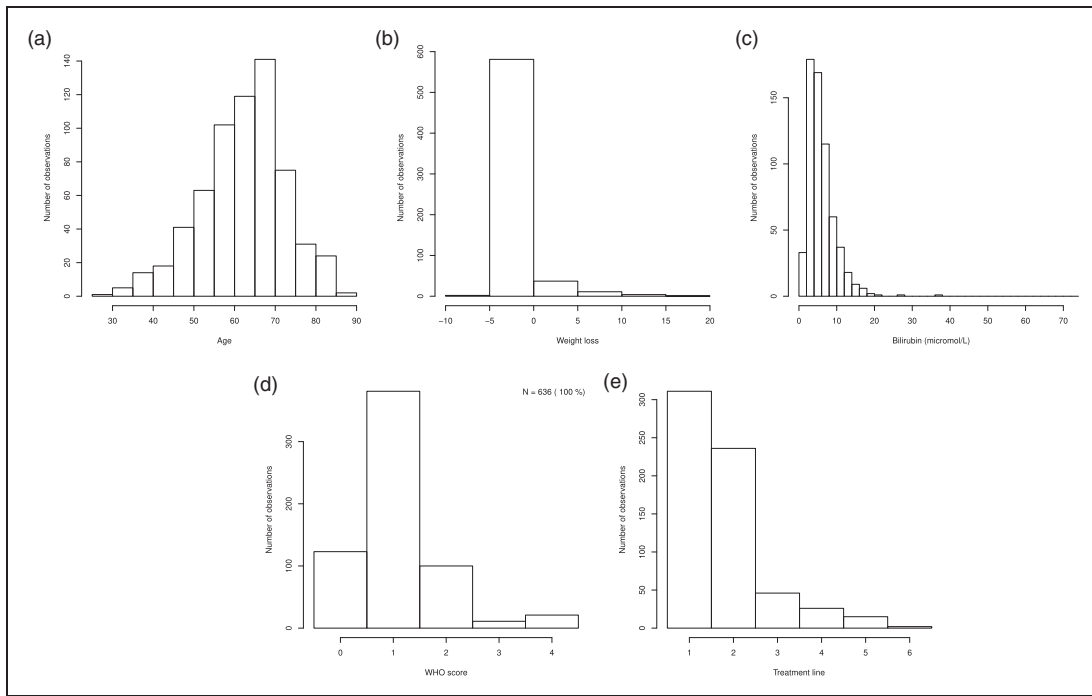 (a)
Number of observations
0 20 40 60 80 100 120 140
30 40 50 60 70 80 90
Age
(b)
Number of observations
0 100 200 300 400 500 600
−10 −5 0 5 10 15 20
Weight loss
(c)
Number of observations
0 50 100 150
0 10 20 30 40 50 60 70
Bilirubin (micromol/L)
(d)
N = 636 ( 100 %)
Number of observations
0 100 200 300
0 1 2 3 4
WHO score
(e)
Number of observations
0 50 100 150 200 250 300
1 2 3 4 5 6
Treatment line